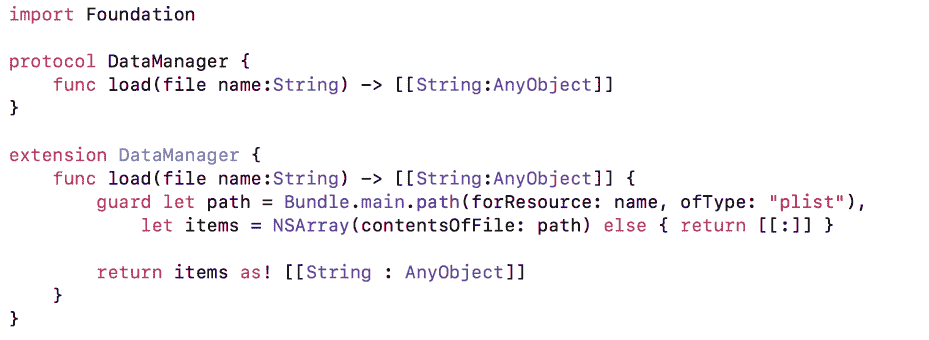 import Foundation
protocol DataManager {
func load(file name:String) -> [[String:AnyObject]]
}
extension DataManager {
func load(file name:String) -> [[String:AnyObject]] {
guard let path = Bundle.main.path(forResource: name, ofType: "plist"),
let items = NSArray(contentsOfFile: path) else { return [[:]] }
return items as! [[String : AnyObject]]
}
}